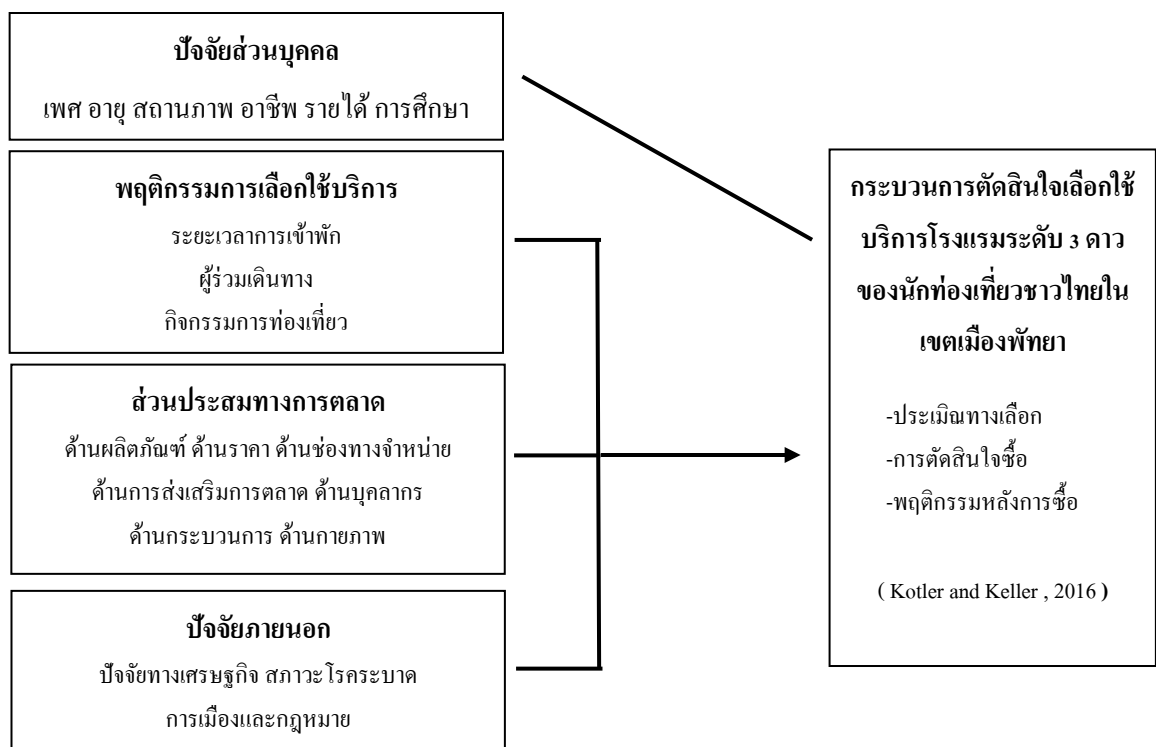 ปัจจัยส่วนบุคคล
เพศ อายุ สถานภาพ อาชีพ รายได้ การศึกษา
พฤติกรรมการเลือกใช้บริการ
ระยะเวลาการเข้าพัก
ผู้ร่วมเดินทาง
กิจกรรมการท่องเที่ยว
ส่วนประสมทางการตลาด
ด้านผลิตภัณฑ์ ด้านราคา ด้านช่องทางจำหน่าย
ด้านการส่งเสริมการตลาด ด้านบุคลากร
ด้านกระบวนการ ด้านกายภาพ
ปัจจัยภายนอก
ปัจจัยทางเศรษฐกิจ สภาวะโรคระบาด
การเมืองและกฎหมาย
กระบวนการตัดสินใจเลือกใช้
บริการโรงแรมระดับ 3 ดาว
ของนักท่องเที่ยวชาวไทยใน
เขตเมืองพัทยา
-ประเมิณทางเลือก
-การตัดสินใจซื้อ
-พฤติกรรมหลังการซื้อ
( Kotler and Keller , 2016 )